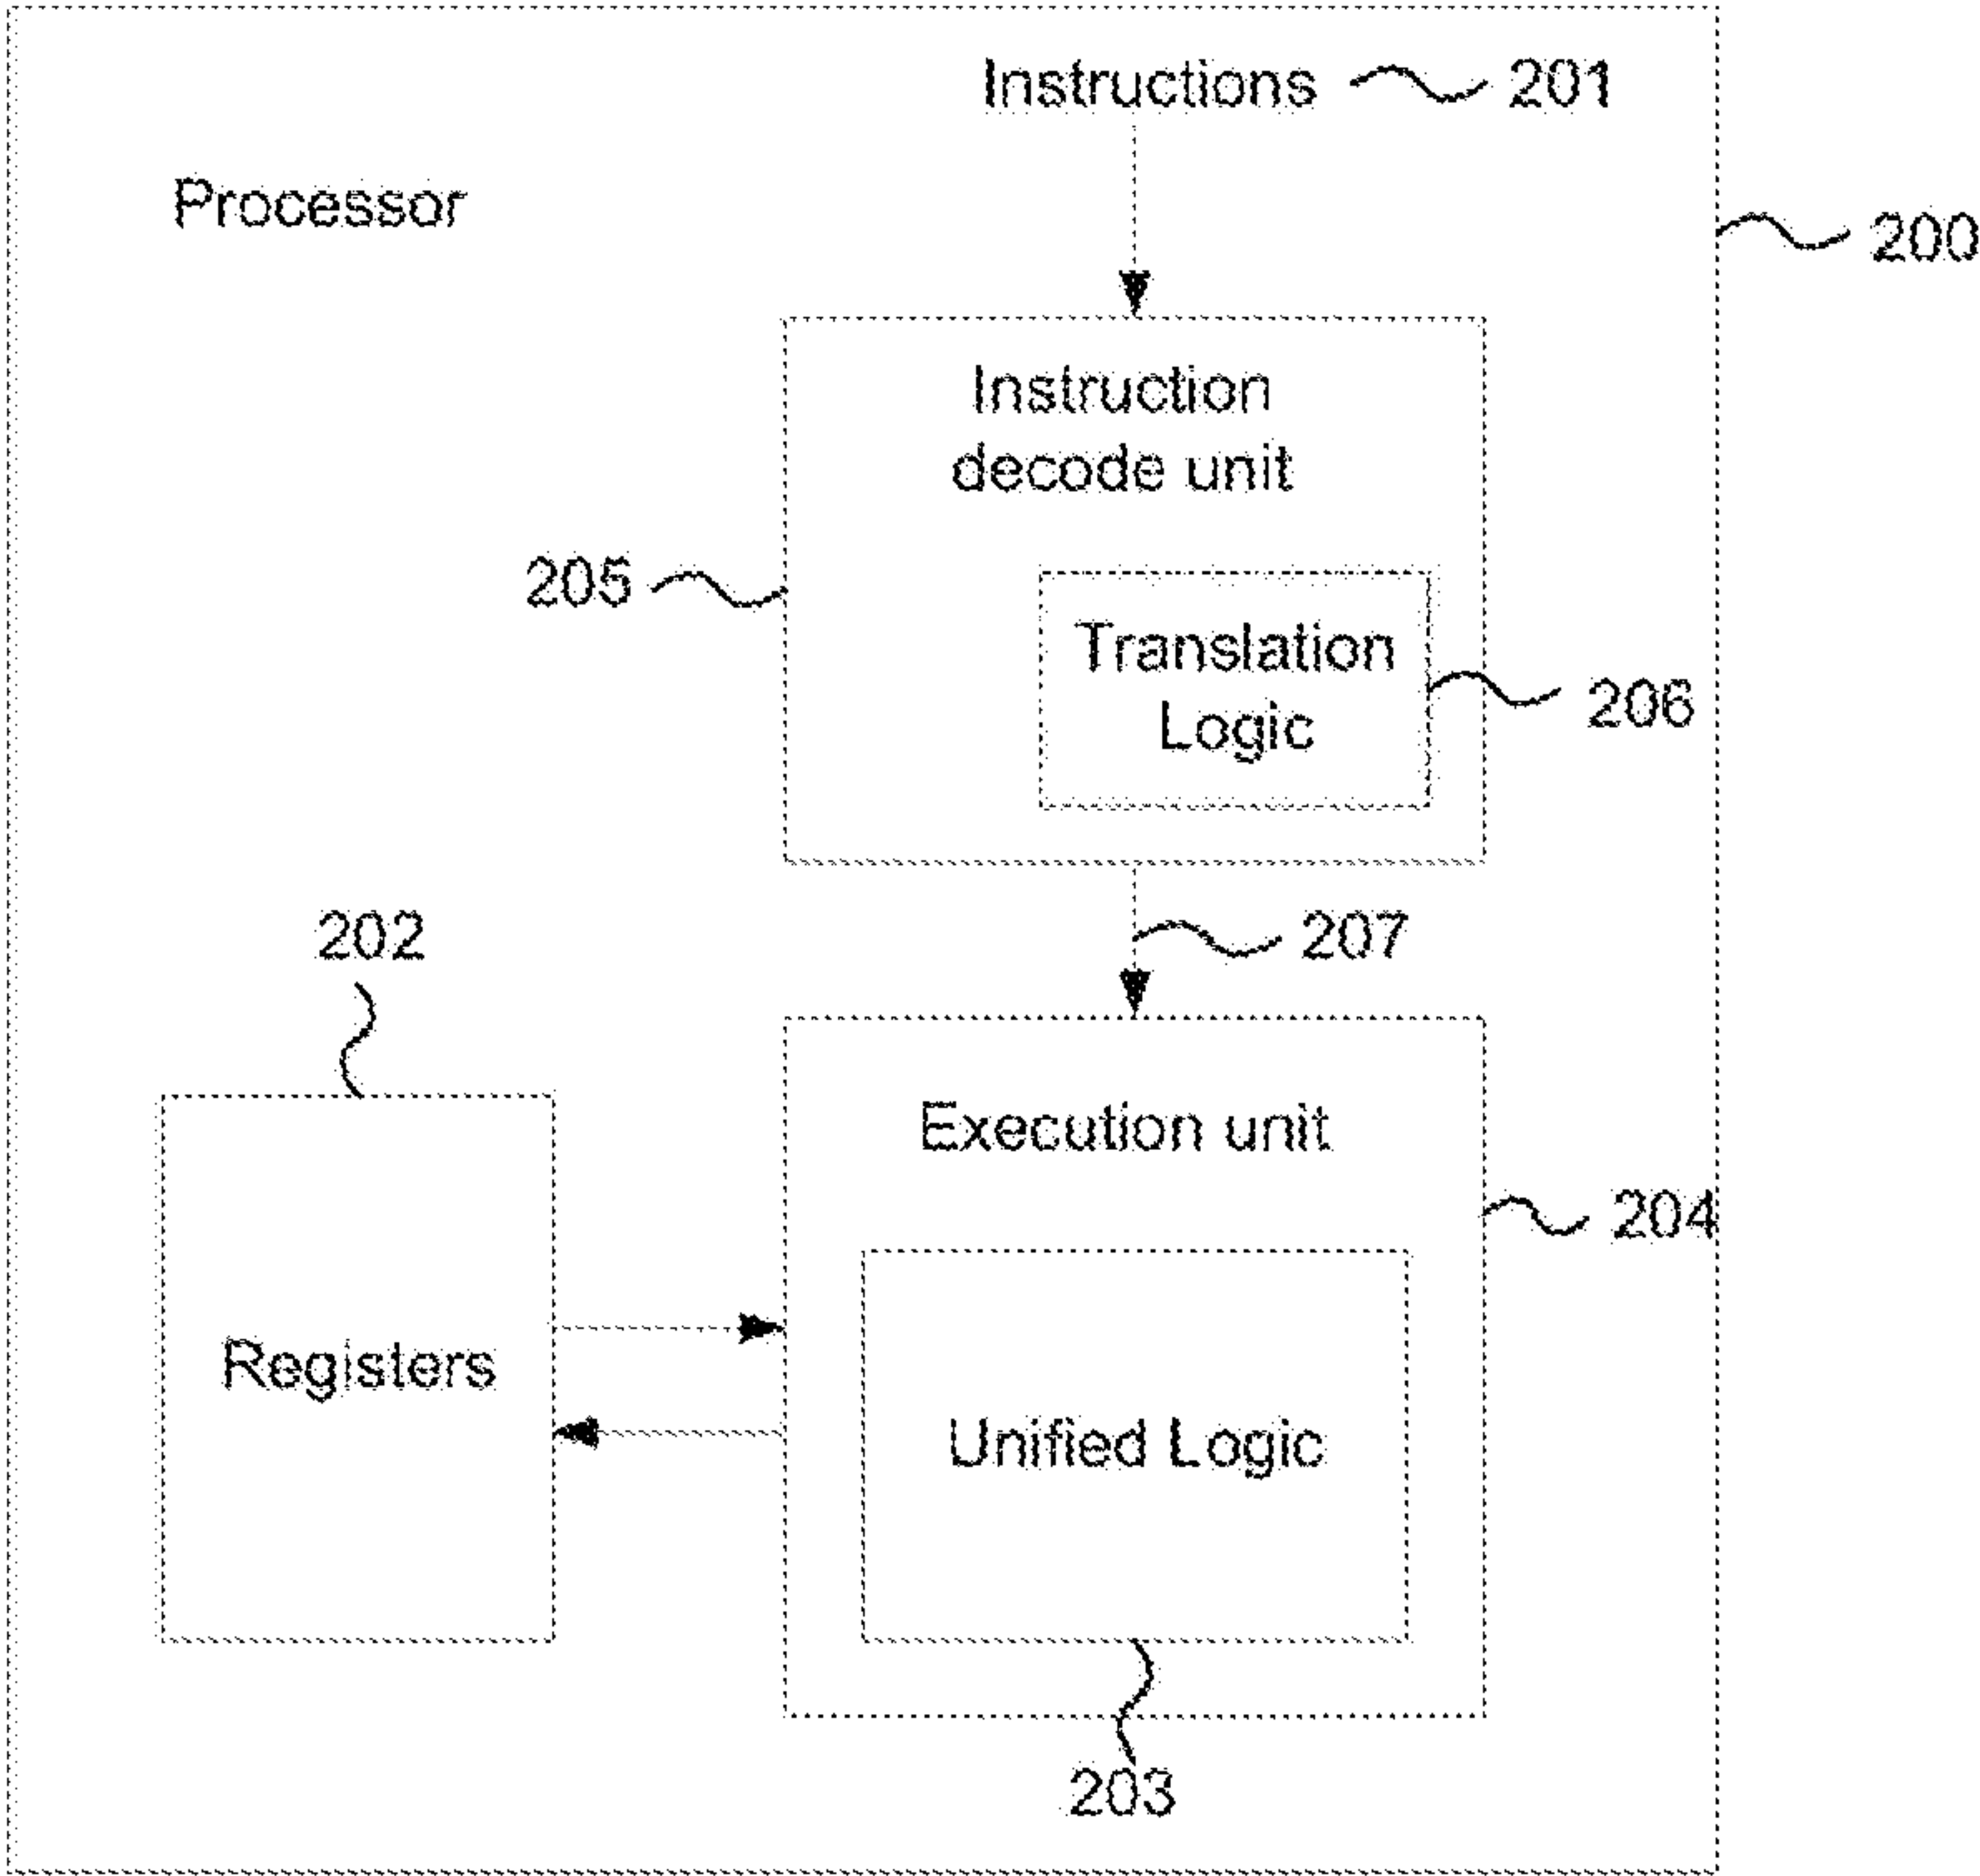 Instructions 201
Processor
200
Instruction
decode unit
205
Translation
Logic
206
202
207
Execution unit
204
Registers
Unified Logic
203